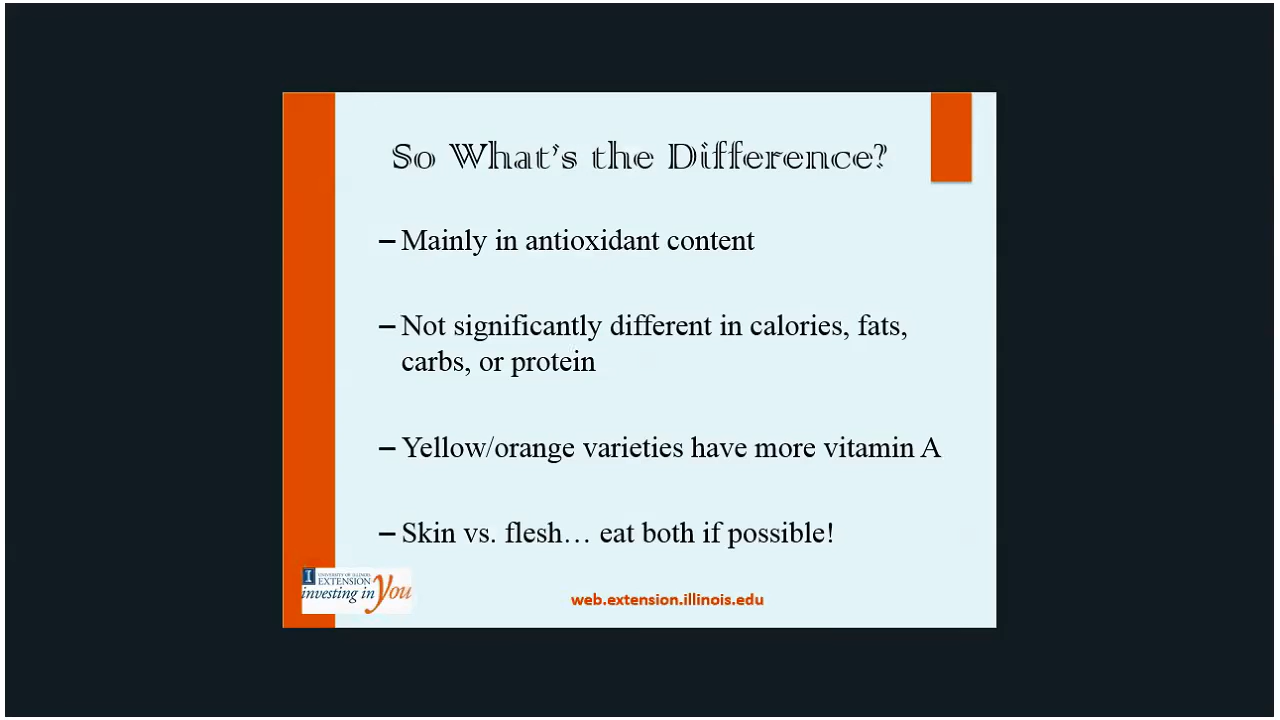 So What's the Difference?
– Mainly in antioxidant content
– Not significantly different in calories, fats,
carbs, or protein
– Yellow/orange varieties have more vitamin A
– Skin vs. flesh… eat both if possible!
I UNIVERSITY OF ILLINOIS
EXTENSION
investing in you
web.extension.illinois.edu